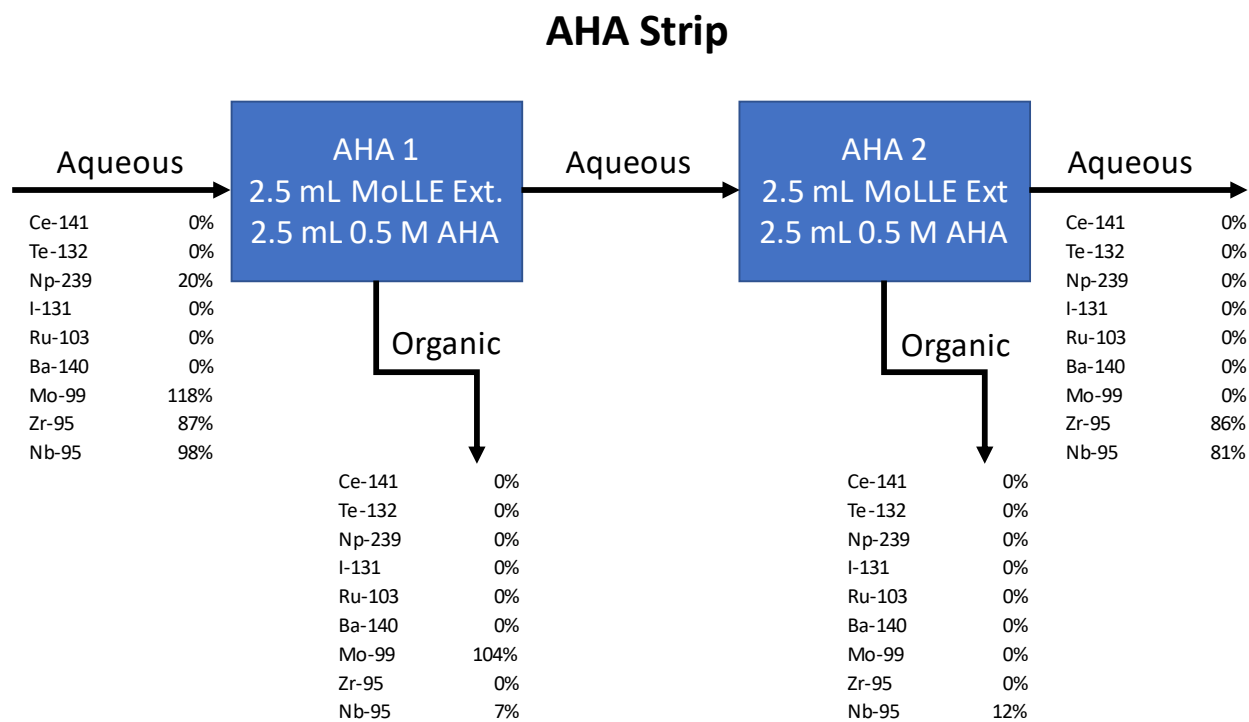 AHA Strip
Aqueous
AHA 1
2.5 mL MoLLE Ext.
2.5 mL 0.5 M AHA
Aqueous
AHA 2
2.5 mL MoLLE Ext
2.5 mL 0.5 M AHA
Aqueous
Ce-141 0%
Te-132 0%
Np-239 20%
I-131 0%
Ru-103 0%
Ba-140 0%
Mo-99 118%
Zr-95 87%
Nb-95 98%
Organic
Ce-141 0%
Te-132 0%
Np-239 0%
I-131 0%
Ru-103 0%
Ba-140 0%
Mo-99 104%
Zr-95 0%
Nb-95 7%
Organic
Ce-141 0%
Te-132 0%
Np-239 0%
I-131 0%
Ru-103 0%
Ba-140 0%
Mo-99 0%
Zr-95 0%
Nb-95 12%
Ce-141 0%
Te-132 0%
Np-239 0%
I-131 0%
Ru-103 0%
Ba-140 0%
Mo-99 0%
Zr-95 86%
Nb-95 81%